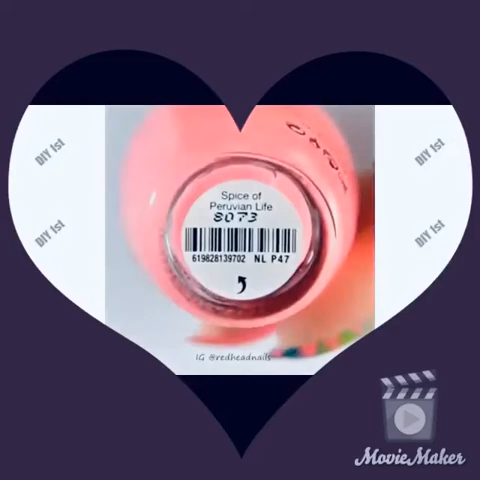 DIY 1st
DIY 1st
Spice of
Peruvian Life
8073
619828139702 NL P47
DIY 1st
DIY 1st
IG @redheadnails
MovieMaker